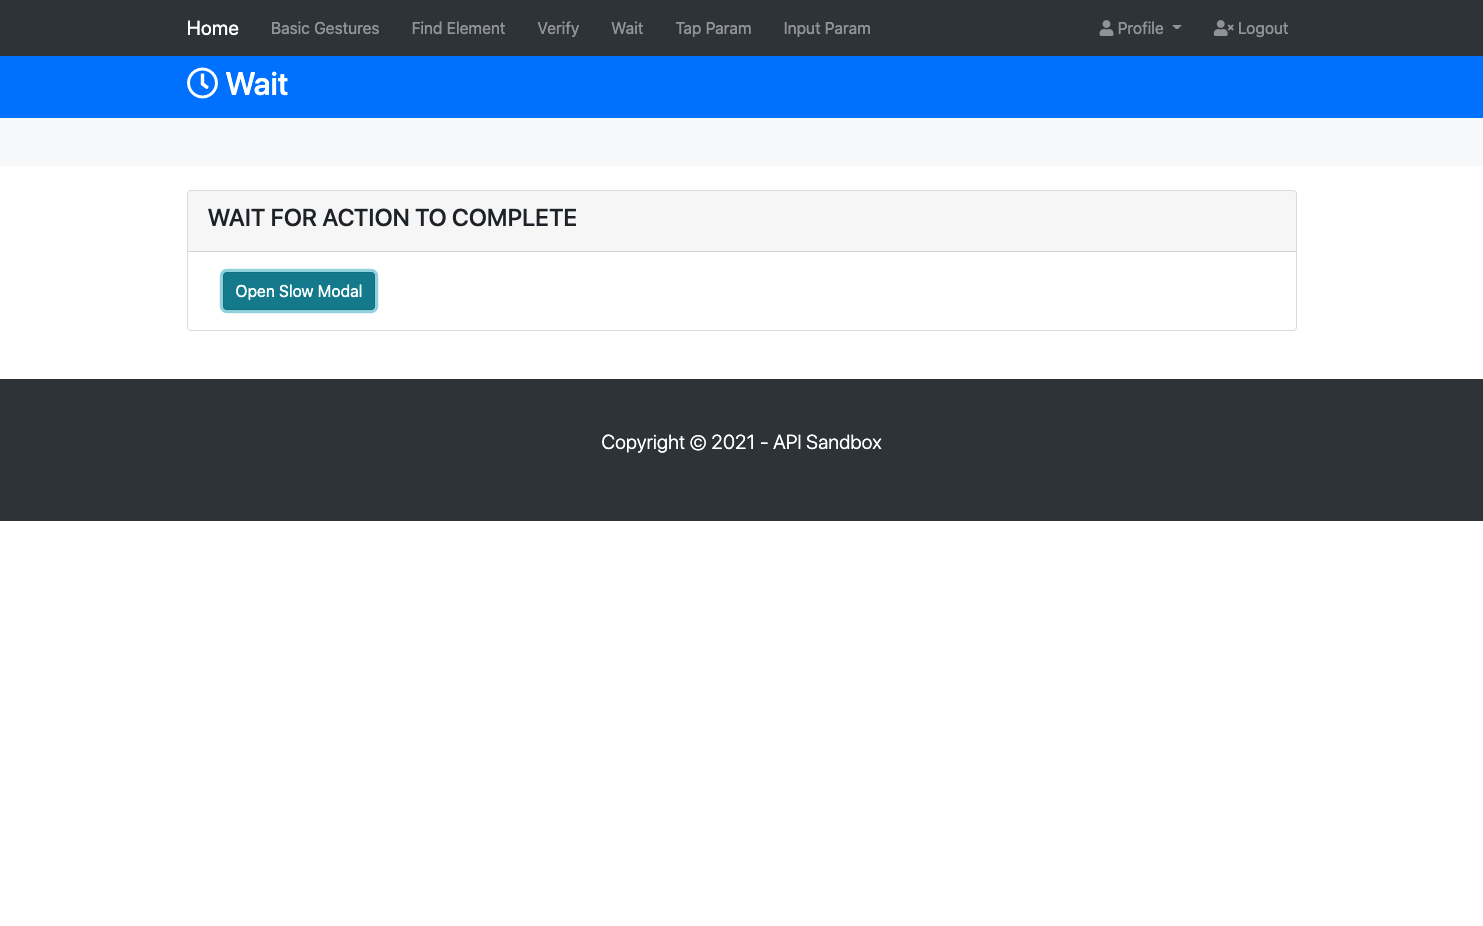 Home Basic Gestures Find Element Verify Wait Tap Param Input Param Profile Logout
Wait
WAIT FOR ACTION TO COMPLETE
Open Slow Modal
Copyright © 2021 - API Sandbox